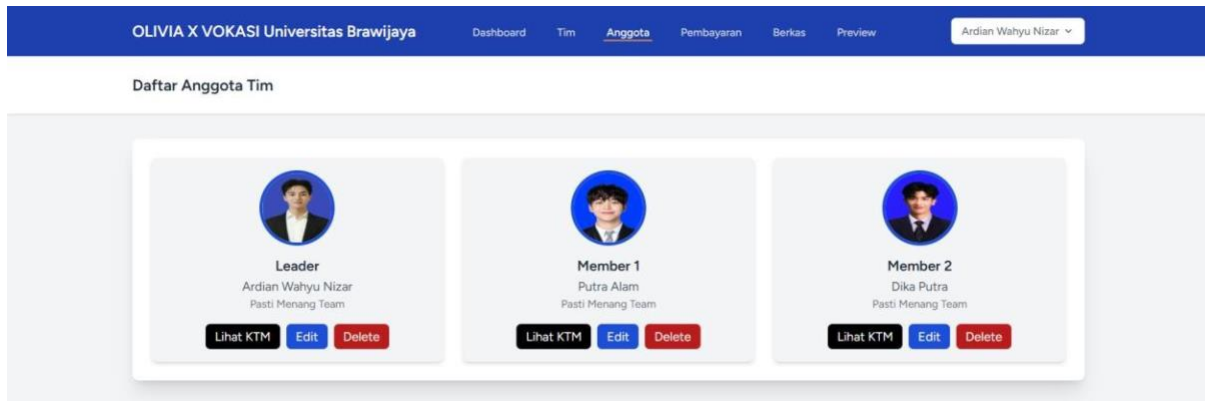 OLIVIA X VOKASI Universitas Brawijaya Dashboard Tim Anggota Pembayaran Berkas Preview Ardian Wahyu Nizar
Daftar Anggota Tim
Leader
Ardian Wahyu Nizar
Pasti Menang Team
Lihat KTM Edit Delete
Member 1
Putra Alam
Pasti Menang Team
Lihat KTM Edit Delete
Member 2
Dika Putra
Pasti Menang Team
Lihat KTM Edit Delete